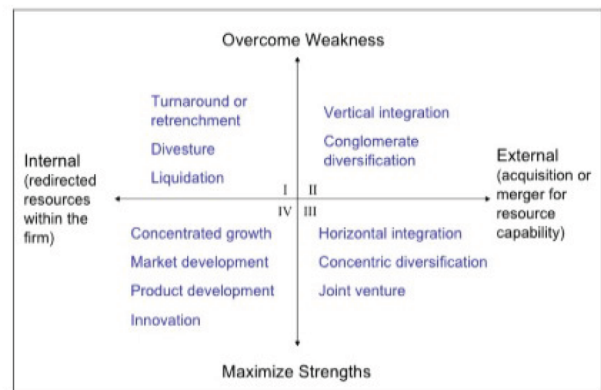 Overcome Weakness
Turnaround or
retrenchment
Divesture
Liquidation
Vertical integration
Conglomerate
diversification
Internal
(redirected
resources
within the
firm)
External
(acquisition or
merger for
resource
capability)
I
II
IV
III
Concentrated growth
Market development
Product development
Innovation
Horizontal integration
Concentric diversification
Joint venture
Maximize Strengths